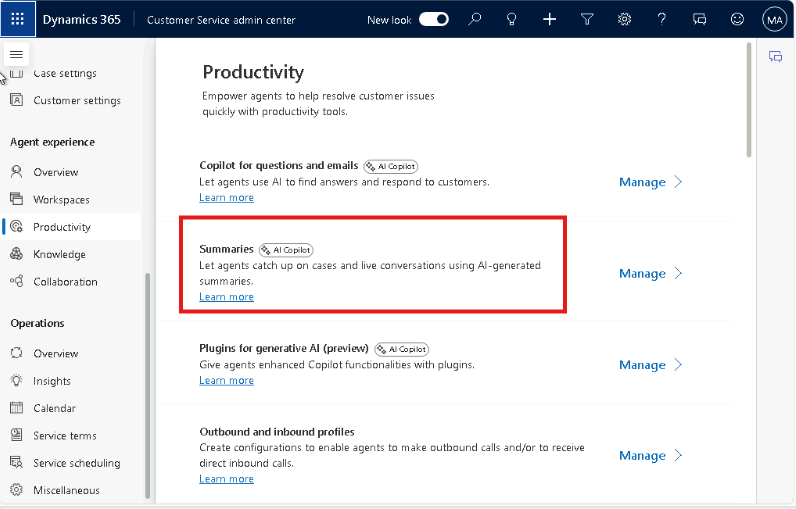 Dynamics 365
Customer Service admin center
New look
MA
Case settings
Customer settings
Agent experience
Overview
Workspaces
Productivity
Knowledge
Collaboration
Operations
Overview
Insights
Calendar
Service terms
Service scheduling
Miscellaneous
Productivity
Empower agents to help resolve customer issues
quickly with productivity tools.
Copilot for questions and emails AI Copilot
Let agents use AI to find answers and respond to customers.
Learn more
Manage
Summaries AI Copilot
Let agents catch up on cases and live conversations using AI-generated
summaries.
Learn more
Manage
Plugins for generative AI (preview) AI Copilot
Give agents enhanced Copilot functionalities with plugins.
Learn more
Manage
Outbound and inbound profiles
Create configurations to enable agents to make outbound calls and/or to receive
direct inbound calls.
Learn more
Manage